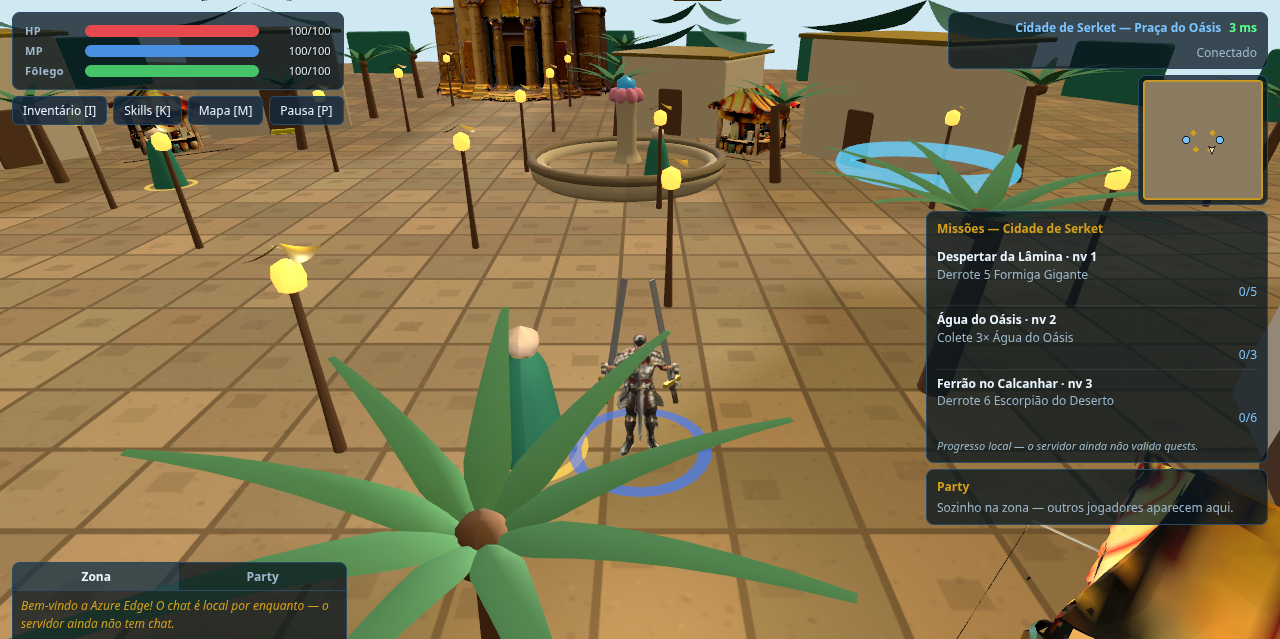 HP 100/100
MP 100/100
Fôlego 100/100
Inventário [I] Skills [K] Mapa [M] Pausa [P]
Cidade de Serket — Praça do Oásis 3 ms
Conectado
Missões — Cidade de Serket
Despertar da Lâmina · nv 1
Derrote 5 Formiga Gigante
0/5
Água do Oásis · nv 2
Colete 3× Água do Oásis
0/3
Ferrão no Calcanhar · nv 3
Derrote 6 Escorpião do Deserto
0/6
Progresso local — o servidor ainda não valida quests.
Party
Sozinho na zona — outros jogadores aparecem aqui.
Zona Party
Bem-vindo a Azure Edge! O chat é local por enquanto — o
servidor ainda não tem chat.